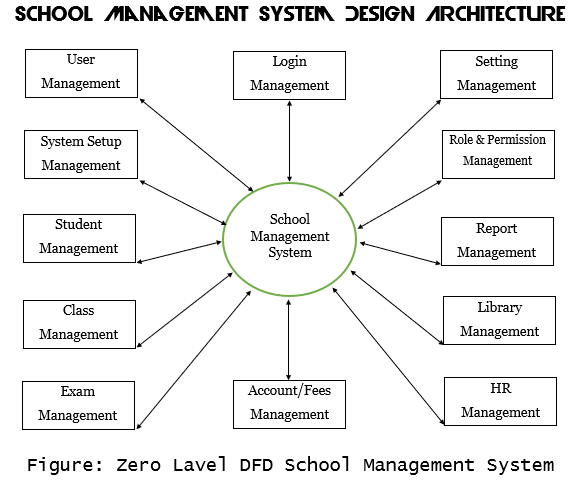 SCHOOL MANAGEMENT SYSTEM DESIGN ARCHITECTURE
User
Management
Login
Management
Setting
Management
System Setup
Management
Role & Permission
Management
Student
Management
School
Management
System
Report
Management
Class
Management
Library
Management
Exam
Management
Account/Fees
Management
HR
Management
Figure: Zero Lavel DFD School Management System